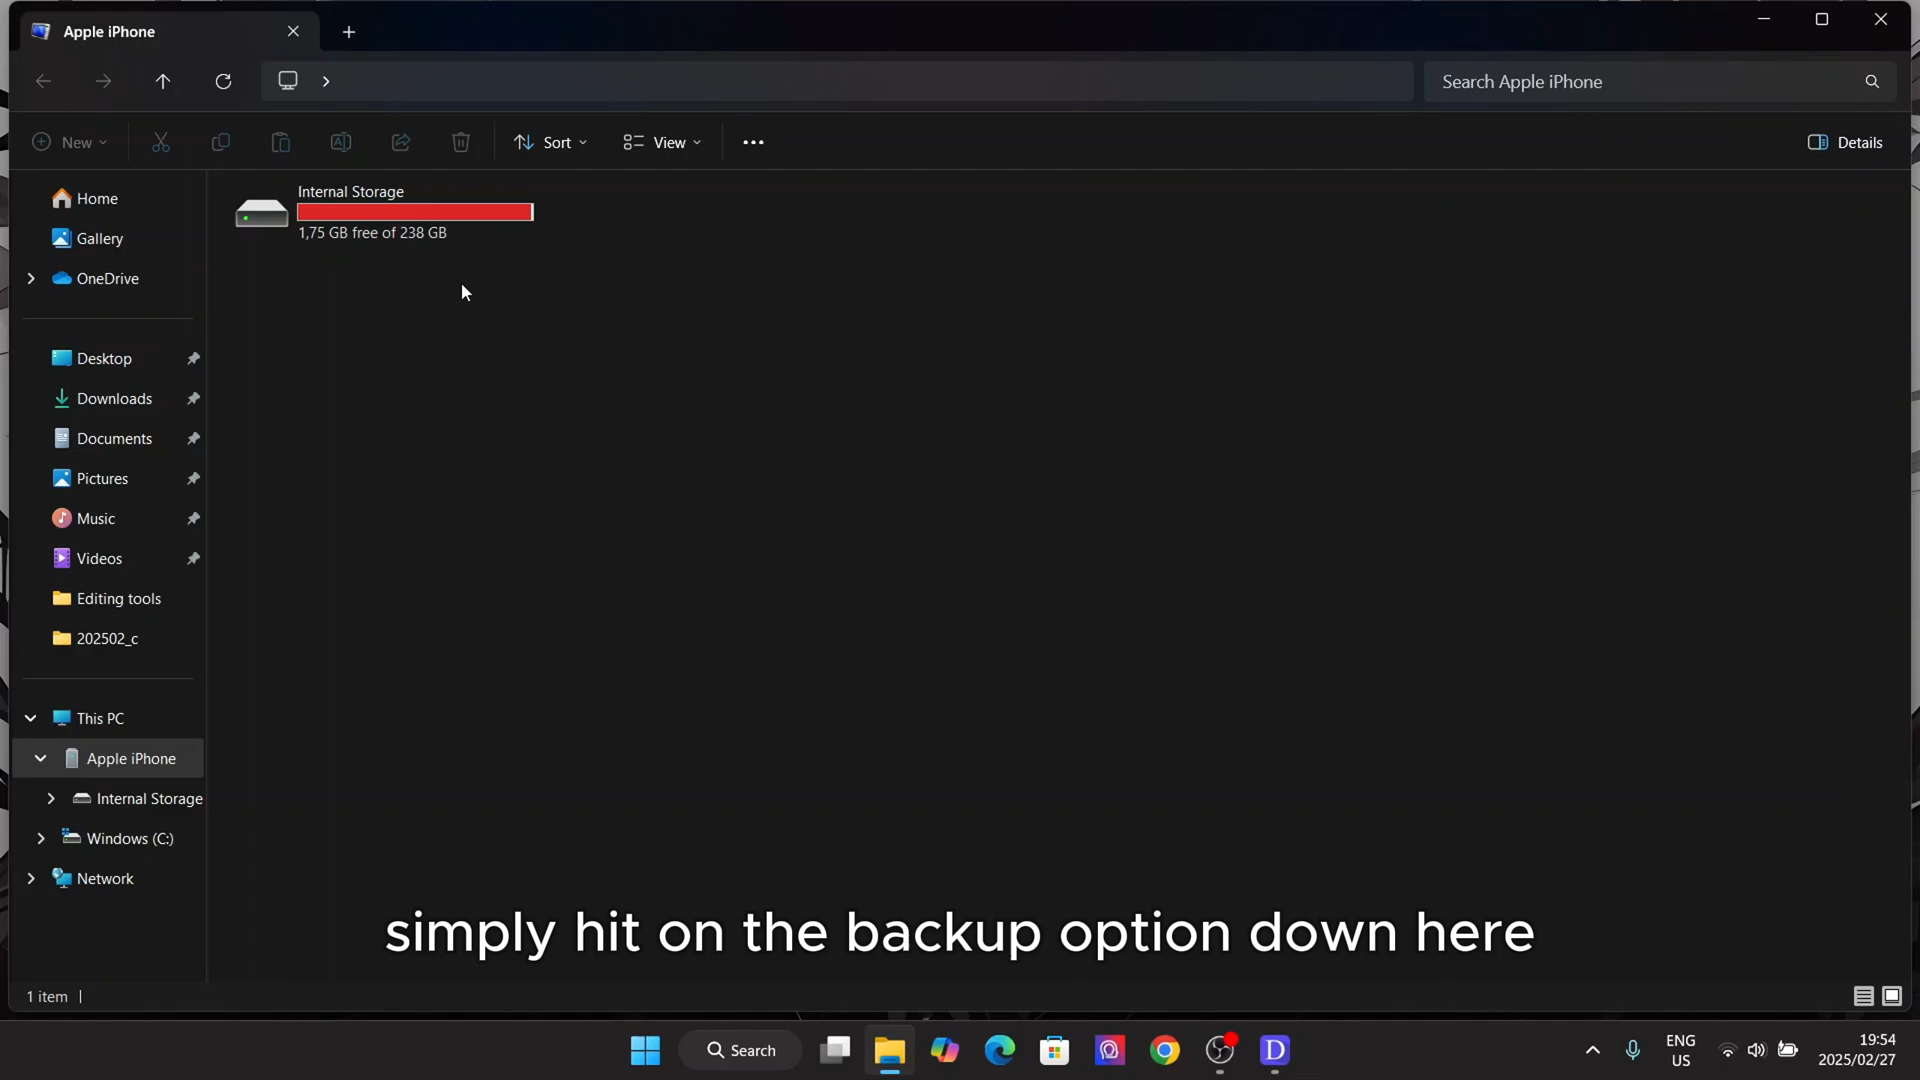 Apple iPhone
Search Apple iPhone
New
Sort
View
Details
Home
Gallery
OneDrive
Desktop
Downloads
Documents
Pictures
Music
Videos
Editing tools
202502_c
This PC
Apple iPhone
Internal Storage
Windows (C:)
Network
Internal Storage
1,75 GB free of 238 GB
simply hit on the backup option down here
1 item
Search
D
ENG
US
19:54
2025/02/27